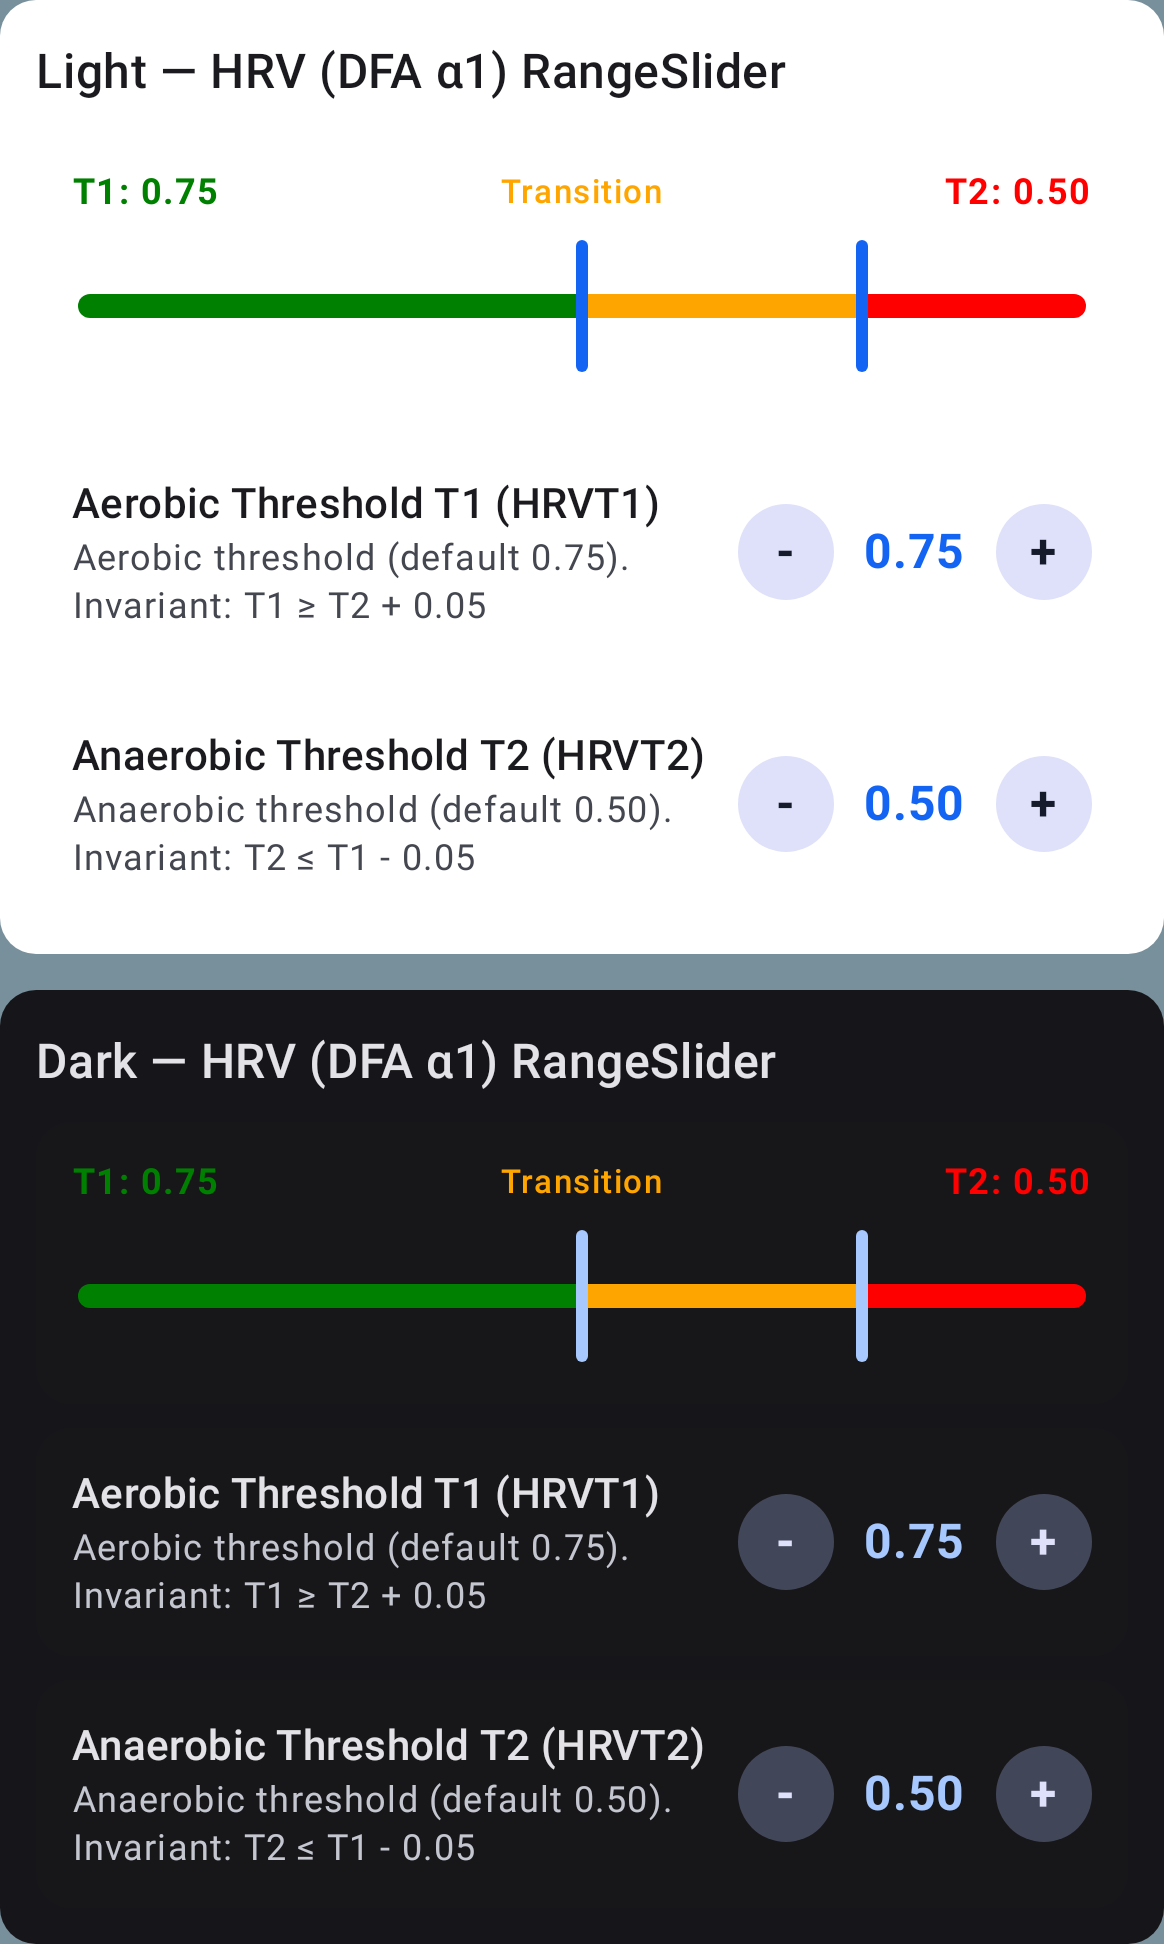 Light — HRV (DFA α1) RangeSlider
T1: 0.75 Transition T2: 0.50
Aerobic Threshold T1 (HRVT1)
Aerobic threshold (default 0.75).
Invariant: T1 ≥ T2 + 0.05
- 0.75 +
Anaerobic Threshold T2 (HRVT2)
Anaerobic threshold (default 0.50).
Invariant: T2 ≤ T1 - 0.05
- 0.50 +
Dark — HRV (DFA α1) RangeSlider
T1: 0.75 Transition T2: 0.50
Aerobic Threshold T1 (HRVT1)
Aerobic threshold (default 0.75).
Invariant: T1 ≥ T2 + 0.05
- 0.75 +
Anaerobic Threshold T2 (HRVT2)
Anaerobic threshold (default 0.50).
Invariant: T2 ≤ T1 - 0.05
- 0.50 +